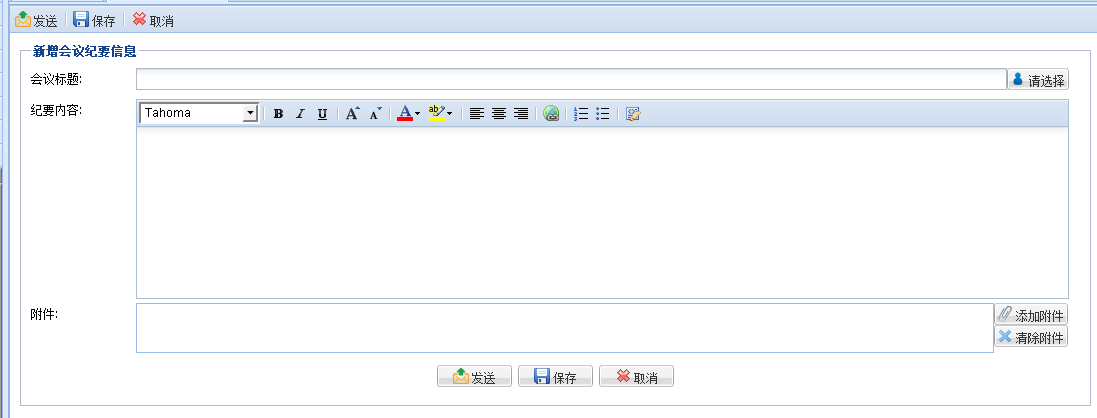 发送 保存 取消
新增会议纪要信息
会议标题: 请选择
纪要内容: Tahoma B I U A A A ab
附件: 添加附件
清除附件
发送 保存 取消